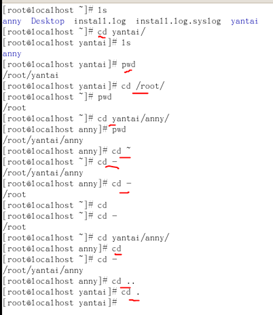 [root@localhost ~]# ls
anny  Desktop  install.log  install.log.syslog  yantai
[root@localhost ~]# cd yantai/
[root@localhost yantai]# ls
anny
[root@localhost yantai]# pwd
/root/yantai
[root@localhost yantai]# cd /root/
[root@localhost ~]# pwd
/root
[root@localhost ~]# cd yantai/anny/
[root@localhost anny]# pwd
/root/yantai/anny
[root@localhost anny]# cd ~
[root@localhost ~]# cd -
/root/yantai/anny
[root@localhost anny]# cd -
/root
[root@localhost ~]# cd
[root@localhost ~]# cd -
/root
[root@localhost ~]# cd yantai/anny/
[root@localhost anny]# cd
[root@localhost ~]# cd -
/root/yantai/anny
[root@localhost anny]# cd ..
[root@localhost yantai]# cd .
[root@localhost yantai]#